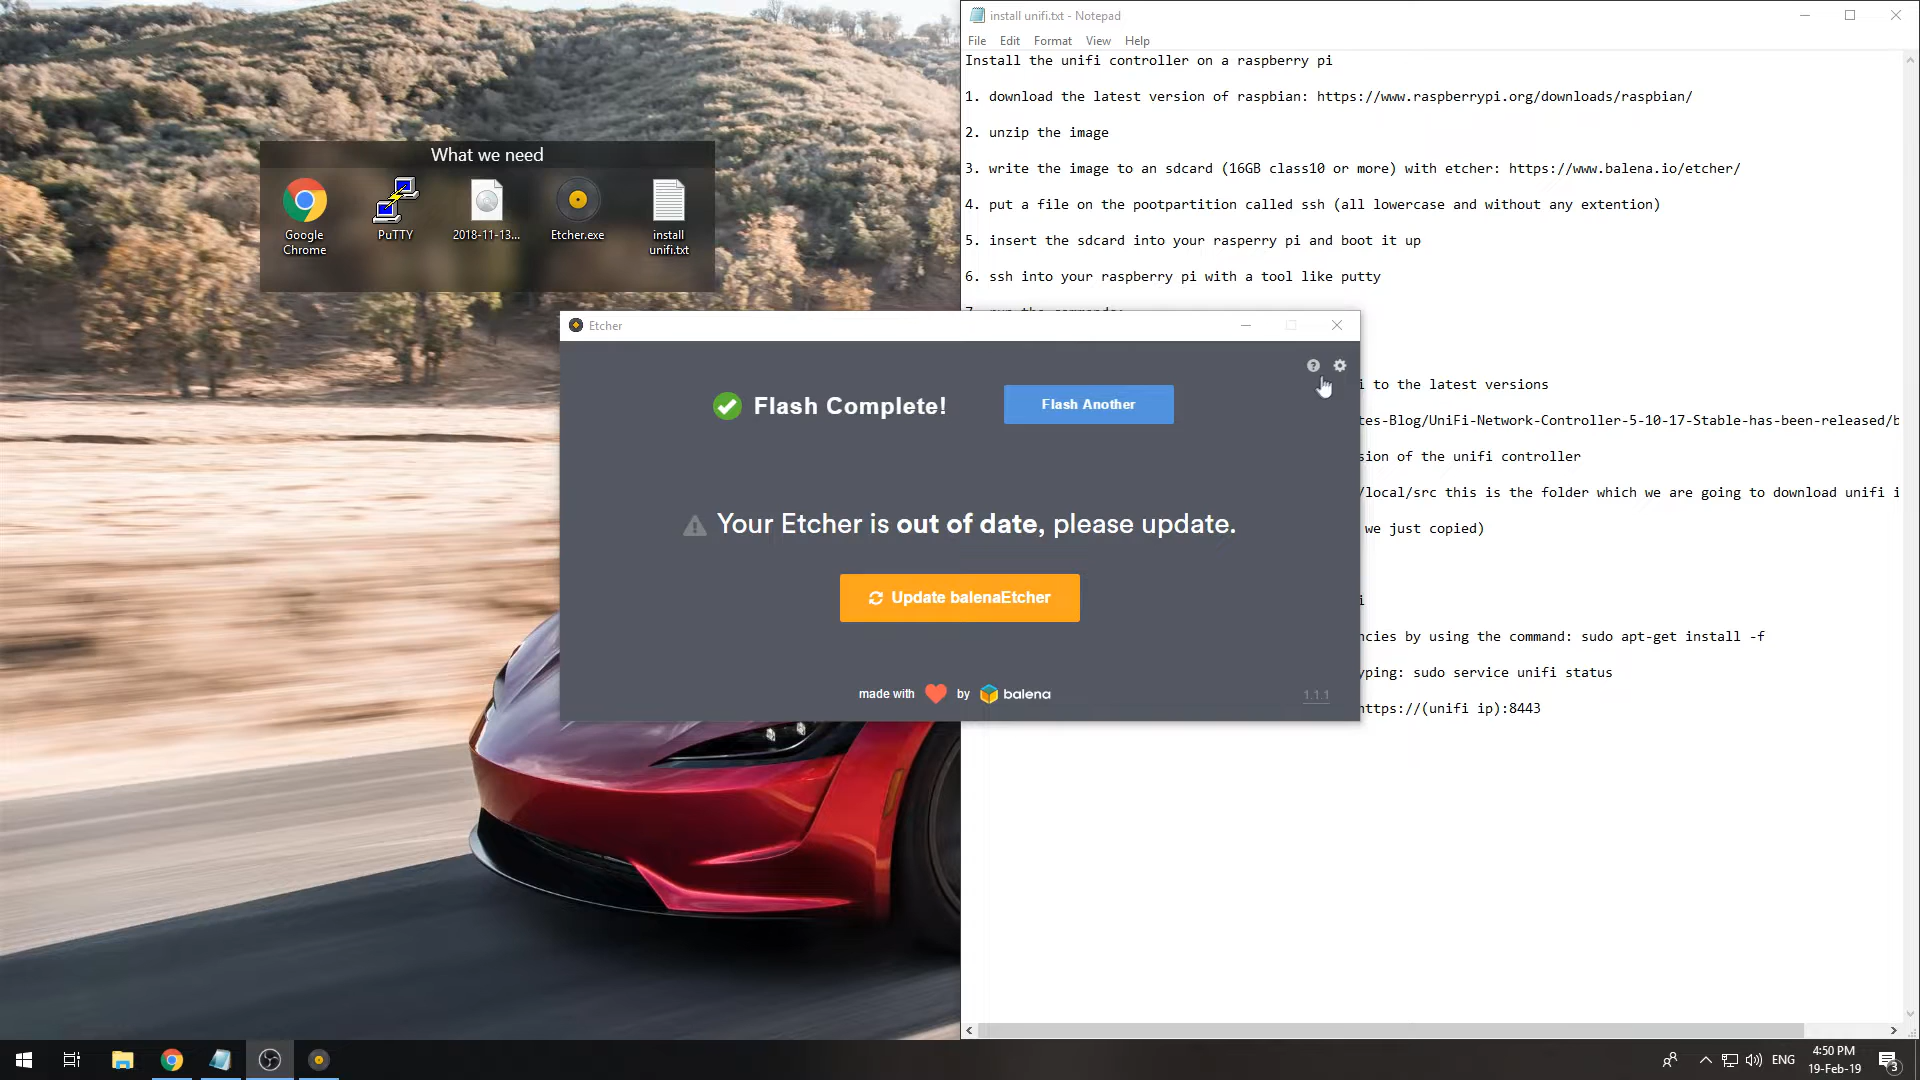 What we need
Google
Chrome
PuTTY
2018-11-13...
Etcher.exe
install
unifi.txt
install unifi.txt - Notepad
File Edit Format View Help
Install the unifi controller on a raspberry pi
1. download the latest version of raspbian: https://www.raspberrypi.org/downloads/raspbian/
2. unzip the image
3. write the image to an sdcard (16GB class10 or more) with etcher: https://www.balena.io/etcher/
4. put a file on the pootpartition called ssh (all lowercase and without any extention)
5. insert the sdcard into your rasperry pi and boot it up
6. ssh into your raspberry pi with a tool like putty
i to the latest versions
tes-Blog/UniFi-Network-Controller-5-10-17-Stable-has-been-released/b
sion of the unifi controller
/local/src this is the folder which we are going to download unifi i
we just copied)
i
ncies by using the command: sudo apt-get install -f
yping: sudo service unifi status
https://(unifi ip):8443
Etcher
Flash Complete!
Flash Another
Your Etcher is out of date, please update.
Update balenaEtcher
made with by balena
1.1.1
ENG
4:50 PM
19-Feb-19
3